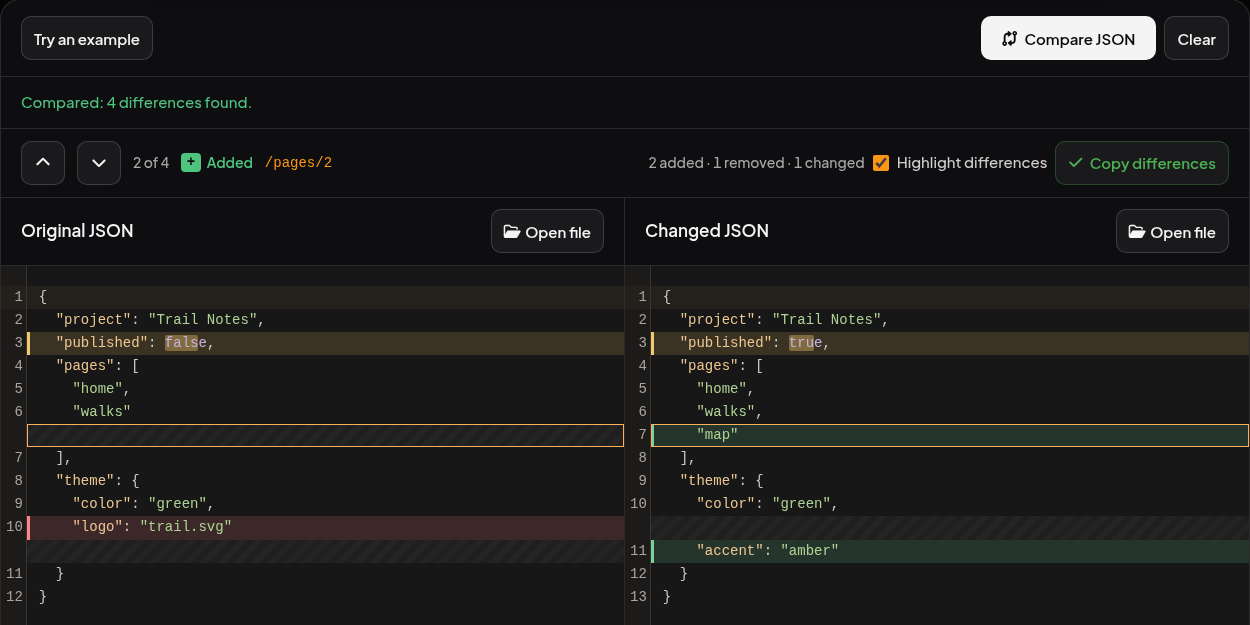 Try an example
Compare JSON
Clear
Compared: 4 differences found.
2 of 4 + Added /pages/2
2 added · 1 removed · 1 changed
Highlight differences
Copy differences
Original JSON
Open file
1 {
2   "project": "Trail Notes",
3   "published": false,
4   "pages": [
5     "home",
6     "walks"
7   ],
8   "theme": {
9     "color": "green",
10     "logo": "trail.svg"
11   }
12 }
Changed JSON
Open file
1 {
2   "project": "Trail Notes",
3   "published": true,
4   "pages": [
5     "home",
6     "walks",
7     "map"
8   ],
9   "theme": {
10     "color": "green",
11     "accent": "amber"
12   }
13 }